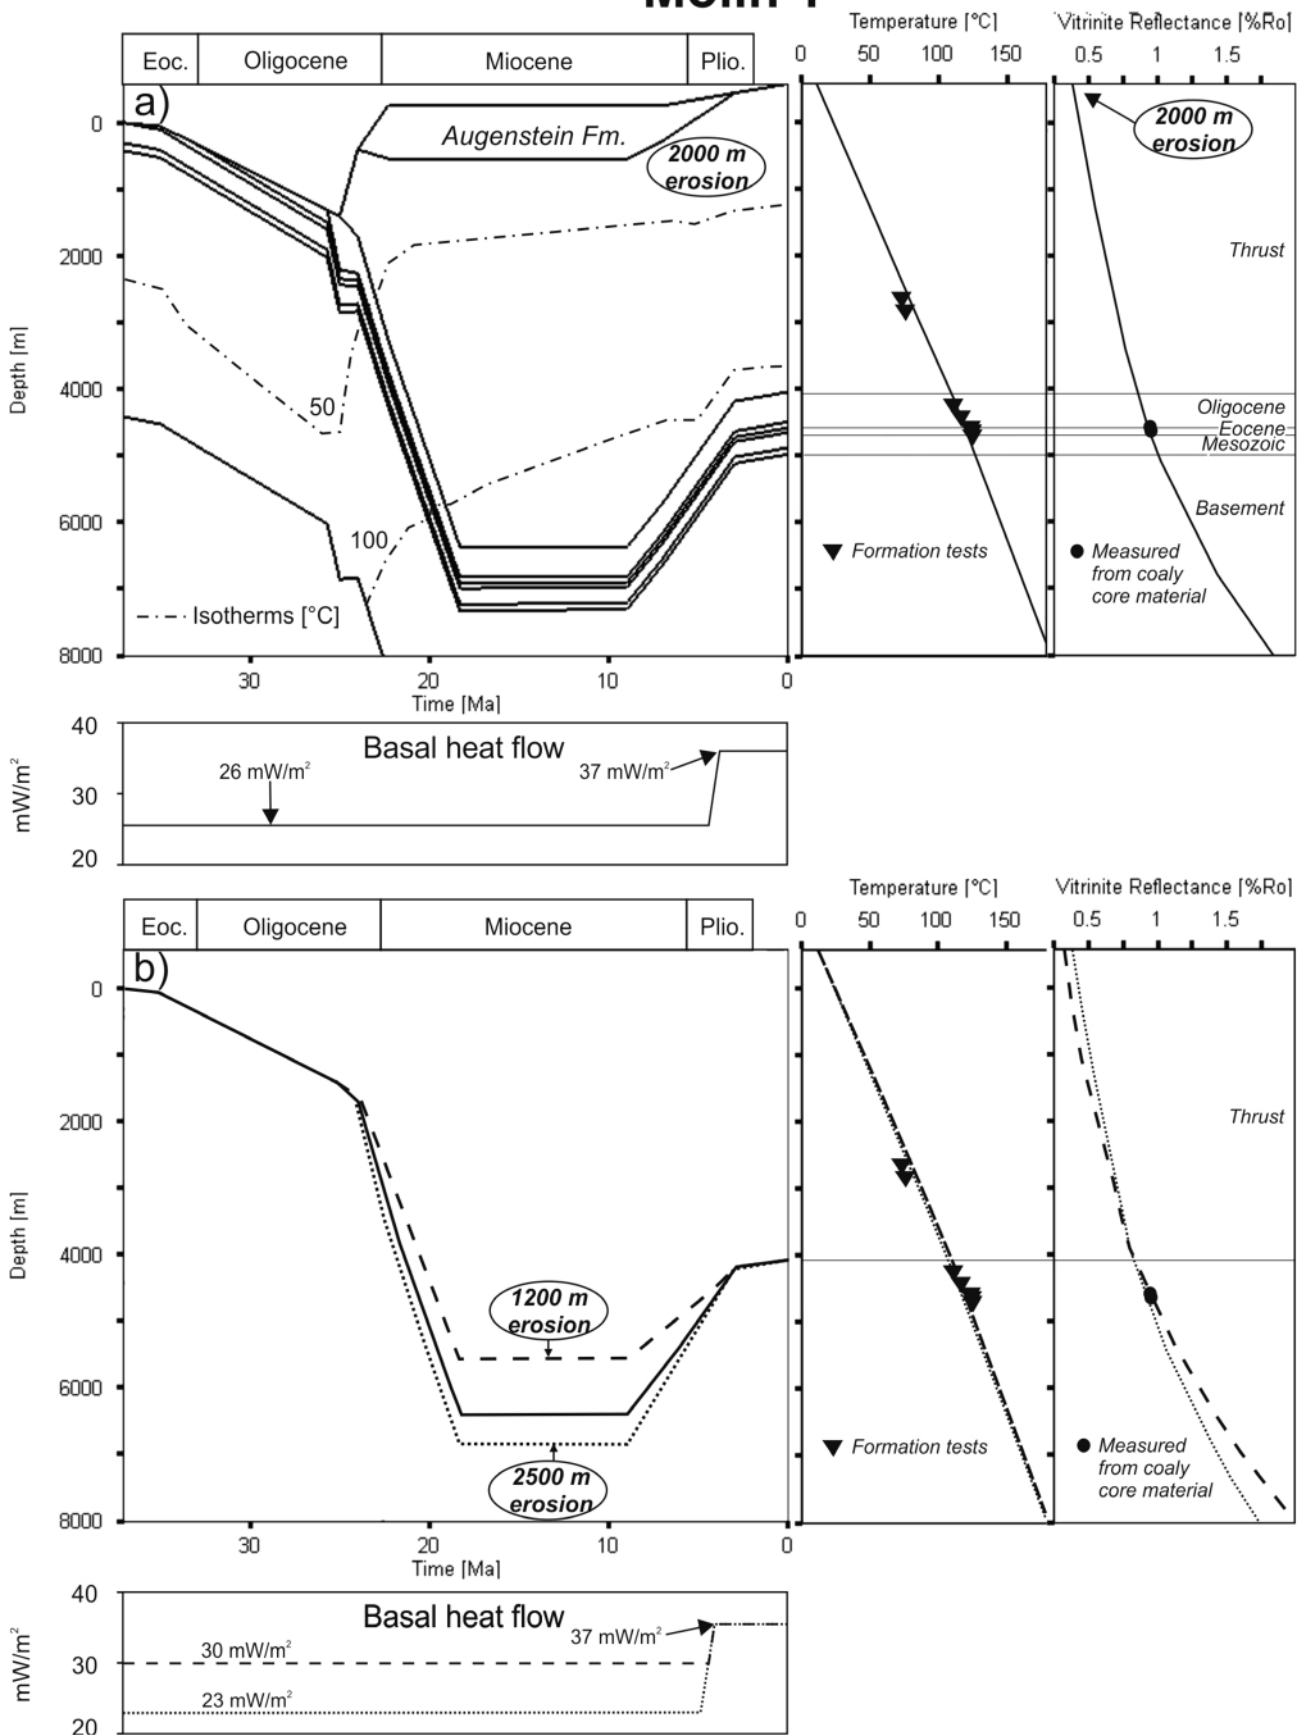 Temperature [°C]
Vitrinite Reflectance [%Ro]
0 50 100 150
0.5 1 1.5
Eoc. Oligocene Miocene Plio.
a)
Augenstein Fm.
2000 m
erosion
2000 m
erosion
0
2000
4000
6000
8000
Depth [m]
50
100
Isotherms [°C]
30 20 10 0
Time [Ma]
Thrust
Oligocene
Eocene
Mesozoic
Basement
Formation tests
Measured
from coaly
core material
40
30
20
mW/m²
Basal heat flow
26 mW/m²
37 mW/m²
Temperature [°C]
Vitrinite Reflectance [%Ro]
0 50 100 150
0.5 1 1.5
Eoc. Oligocene Miocene Plio.
b)
0
2000
4000
6000
8000
Depth [m]
1200 m
erosion
2500 m
erosion
30 20 10 0
Time [Ma]
Thrust
Formation tests
Measured
from coaly
core material
40
30
20
mW/m²
Basal heat flow
37 mW/m²
30 mW/m²
23 mW/m²